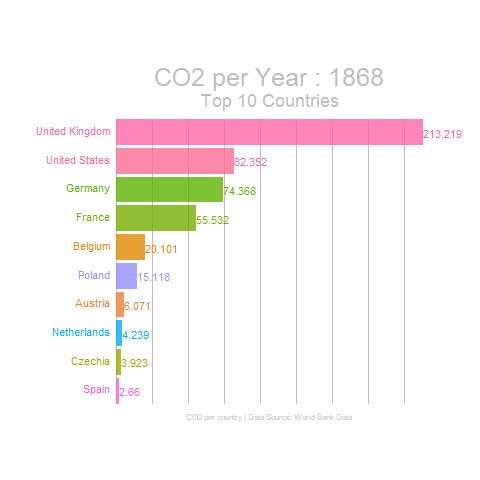 CO2 per Year : 1868
Top 10 Countries
United Kingdom 213.219
United States 82.352
Germany 74.368
France 55.532
Belgium 20.101
Poland 15.118
Austria 6.071
Netherlands 4.239
Czechia 3.923
Spain 2.66
CO2 per country | Data Source: World Bank Data